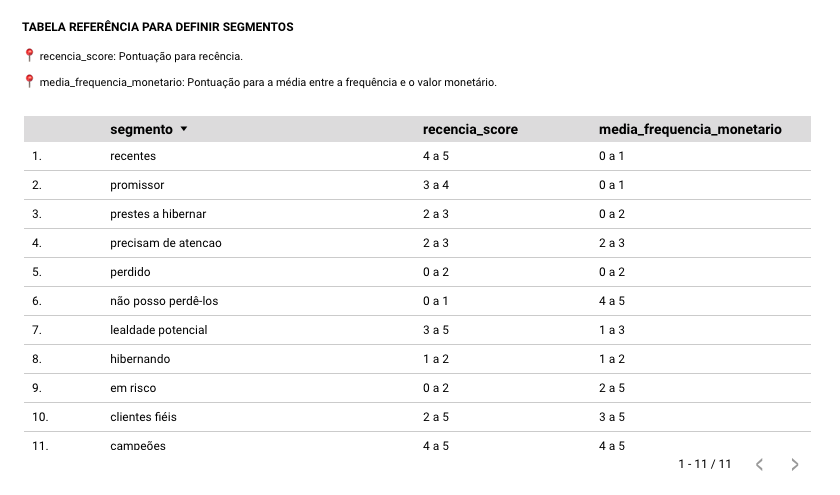 TABELA REFERÊNCIA PARA DEFINIR SEGMENTOS
recencia_score: Pontuação para recência.
media_frequencia_monetario: Pontuação para a média entre a frequência e o valor monetário.
segmento recencia_score media_frequencia_monetario
1. recentes 4 a 5 0 a 1
2. promissor 3 a 4 0 a 1
3. prestes a hibernar 2 a 3 0 a 2
4. precisam de atencao 2 a 3 2 a 3
5. perdido 0 a 2 0 a 2
6. não posso perdê-los 0 a 1 4 a 5
7. lealdade potencial 3 a 5 1 a 3
8. hibernando 1 a 2 1 a 2
9. em risco 0 a 2 2 a 5
10. clientes fiéis 2 a 5 3 a 5
11. campeões 4 a 5 4 a 5
1 - 11 / 11